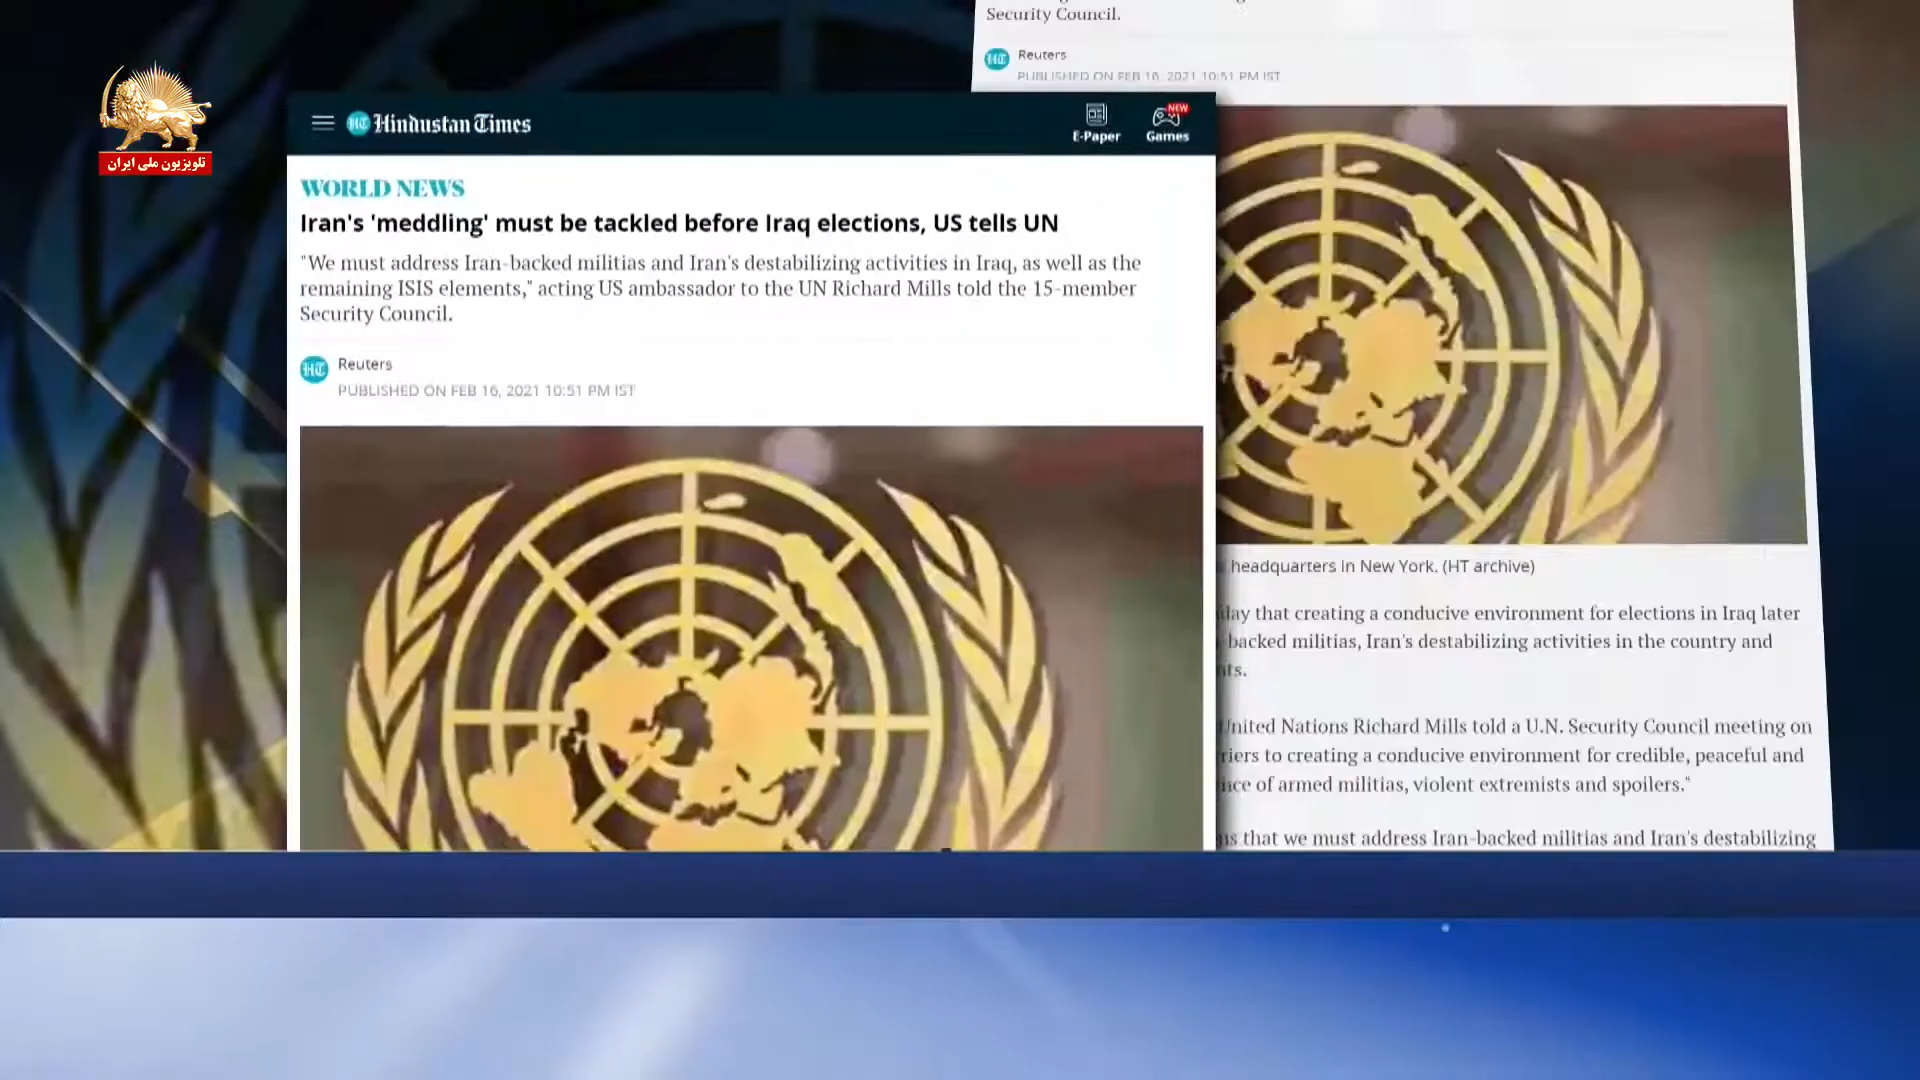 تلویزیون ملی ایران
HT Hindustan Times
E-Paper
NEW
Games
WORLD NEWS
Iran's 'meddling' must be tackled before Iraq elections, US tells UN
"We must address Iran-backed militias and Iran's destabilizing activities in Iraq, as well as the
remaining ISIS elements," acting US ambassador to the UN Richard Mills told the 15-member
Security Council.
HT
Reuters
PUBLISHED ON FEB 16, 2021 10:51 PM IST
Security Council.
HT
Reuters
PUBLISHED ON FEB 16, 2021 10:51 PM IST
headquarters in New York. (HT archive)
that creating a conducive environment for elections in Iraq later
backed militias, Iran's destabilizing activities in the country and
United Nations Richard Mills told a U.N. Security Council meeting on
to creating a conducive environment for credible, peaceful and
of armed militias, violent extremists and spoilers."
that we must address Iran-backed militias and Iran's destabilizing